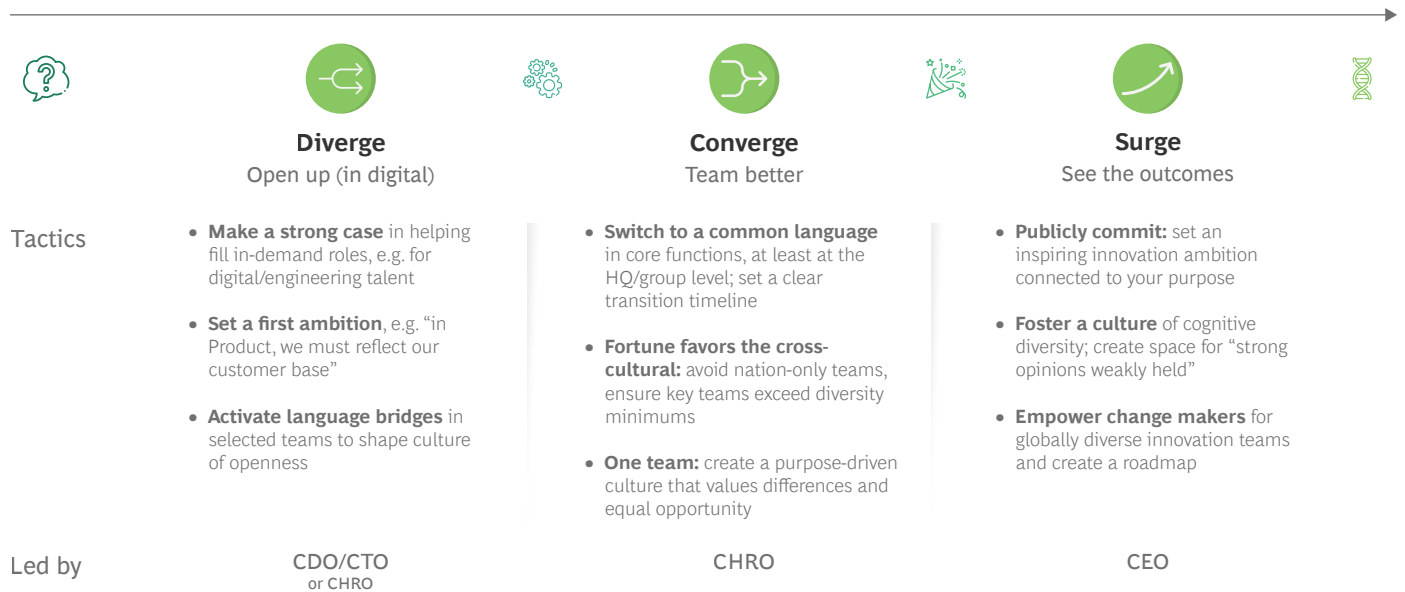 Diverge
Open up (in digital)
Converge
Team better
Surge
See the outcomes
Tactics
• Make a strong case in helping
fill in-demand roles, e.g. for
digital/engineering talent
• Set a first ambition, e.g. “in
Product, we must reflect our
customer base”
• Activate language bridges in
selected teams to shape culture
of openness
• Switch to a common language
in core functions, at least at the
HQ/group level; set a clear
transition timeline
• Fortune favors the cross-
cultural: avoid nation-only teams,
ensure key teams exceed diversity
minimums
• One team: create a purpose-driven
culture that values differences and
equal opportunity
• Publicly commit: set an
inspiring innovation ambition
connected to your purpose
• Foster a culture of cognitive
diversity; create space for “strong
opinions weakly held”
• Empower change makers for
globally diverse innovation teams
and create a roadmap
Led by
CDO/CTO
or CHRO
CHRO
CEO